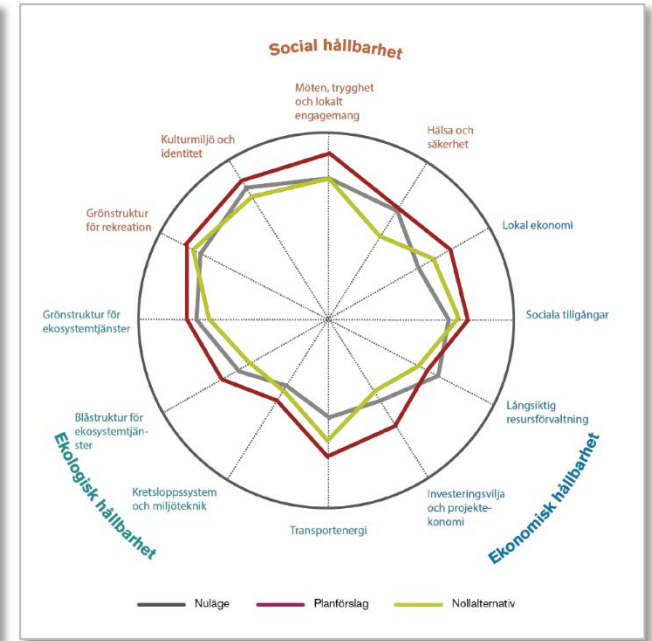 Social hållbarhet
Möten, trygghet
och lokalt
engagemang
Hälsa och
säkerhet
Lokal ekonomi
Sociala tillgångar
Långsiktig
resursförvaltning
Investeringsvilja
och projekte-
konomi
Ekonomisk hållbarhet
Transportenergi
Kretsloppssystem
och miljöteknik
Ekologisk hållbarhet
Blåstruktur för
ekosystemtjän-
ster
Grönstruktur för
ekosystemtjänster
Grönstruktur
för rekreation
Kulturmiljö och
identitet
Nuläge
Planförslag
Nollalternativ